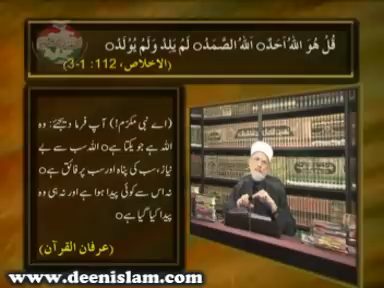 قُلْ هُوَ اللّٰهُ اَحَدٌ○ اَللّٰهُ الصَّمَدُ○ لَمْ يَلِدْ وَلَمْ يُوْلَدْ○
(الاخلاص، 112 : 1-3)
(اے نبی مکرّم!) آپ فرما دیجئے: وہ
اللہ ہے جو یکتا ہے○ اللہ سب سے بے
نیاز، سب کی پناہ اور سب پر فائق ہے○
نہ اس سے کوئی پیدا ہوا ہے اور نہ ہی وہ
پیدا کیا گیا ہے○
(عرفان القرآن)
www.deenislam.com